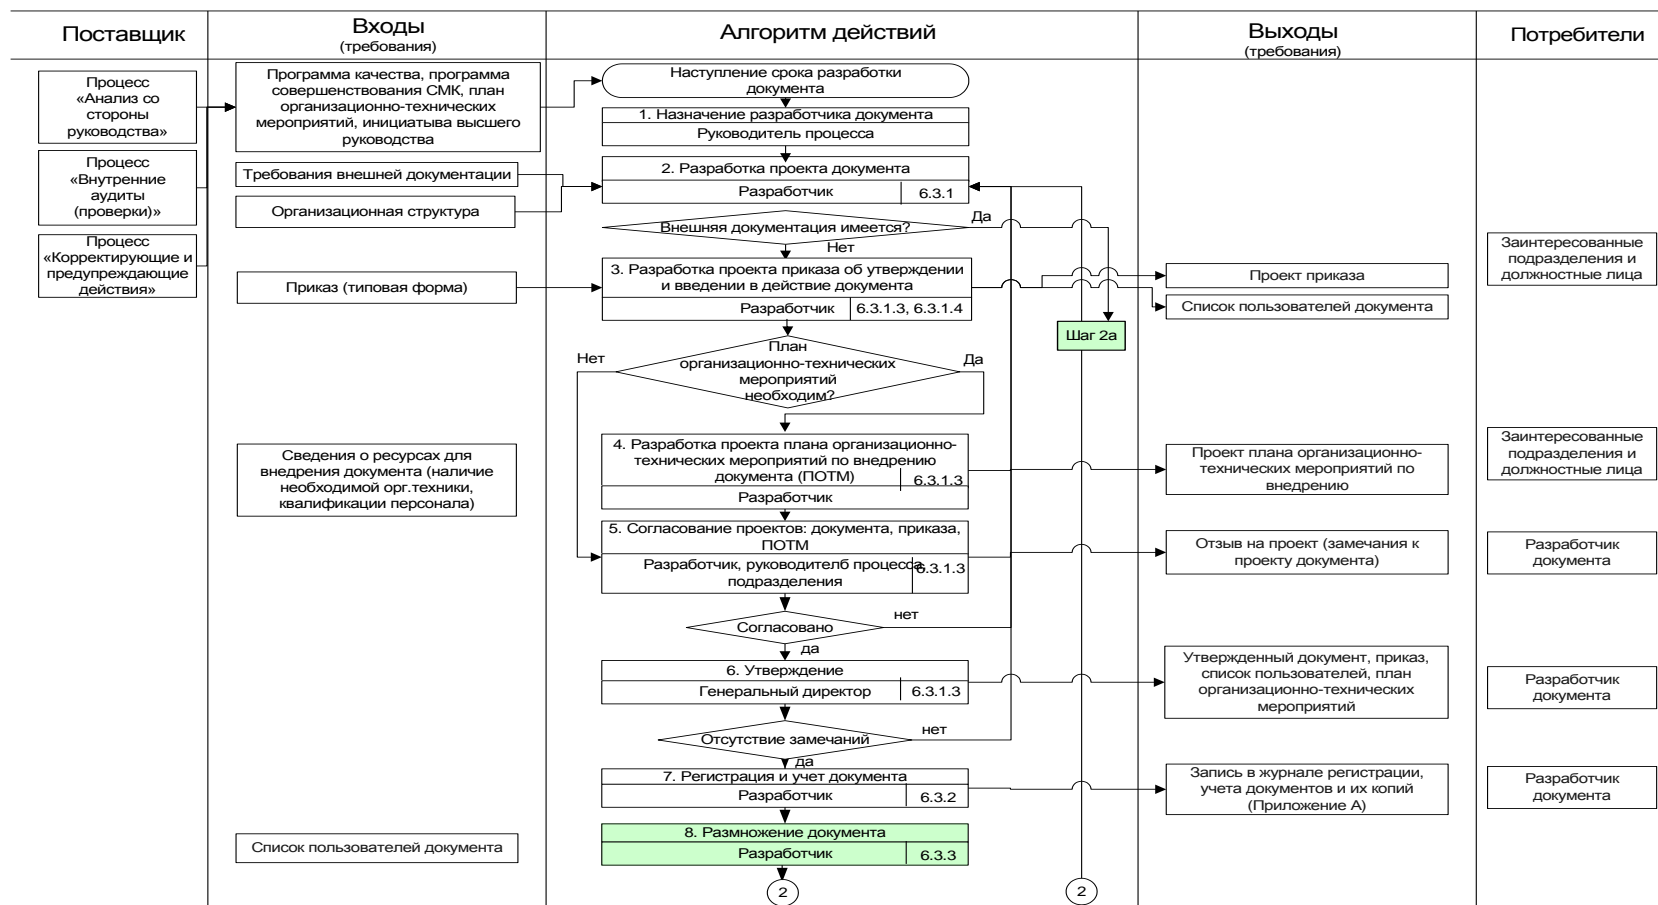 Поставщик
Входы
(требования)
Алгоритм действий
Выходы
(требования)
Потребители
Процесс
«Анализ со
стороны
руководства»
Процесс
«Внутренние
аудиты
(проверки)»
Процесс
«Корректирующие и
предупреждающие
действия»
Программа качества, программа
совершенствования СМК, план
организационно-технических
мероприятий, инициатыва высшего
руководства
Требования внешней документации
Организационная структура
Приказ (типовая форма)
Сведения о ресурсах для
внедрения документа (наличие
необходимой орг.техники,
квалификации персонала)
Список пользователей документа
Наступление срока разработки
документа
1. Назначение разработчика документа
Руководитель процесса
2. Разработка проекта документа
Разработчик
6.3.1
Внешняя документация имеется?
Да
Нет
3. Разработка проекта приказа об утверждении
и введении в действие документа
Разработчик
6.3.1.3, 6.3.1.4
Шаг 2а
План
организационно-технических
мероприятий
необходим?
Нет
Да
4. Разработка проекта плана организационно-
технических мероприятий по внедрению
документа (ПОТМ)
6.3.1.3
Разработчик
5. Согласование проектов: документа, приказа,
ПОТМ
Разработчик, руководителб процесса,
подразделения
6.3.1.3
Согласовано
нет
да
6. Утверждение
Генеральный директор
6.3.1.3
Отсутствие замечаний
нет
да
7. Регистрация и учет документа
Разработчик
6.3.2
8. Размножение документа
Разработчик
6.3.3
2
2
Проект приказа
Список пользователей документа
Проект плана организационно-
технических мероприятий по
внедрению
Отзыв на проект (замечания к
проекту документа)
Утвержденный документ, приказ,
список пользователей, план
организационно-технических
мероприятий
Запись в журнале регистрации,
учета документов и их копий
(Приложение А)
Заинтересованные
подразделения и
должностные лица
Заинтересованные
подразделения и
должностные лица
Разработчик
документа
Разработчик
документа
Разработчик
документа